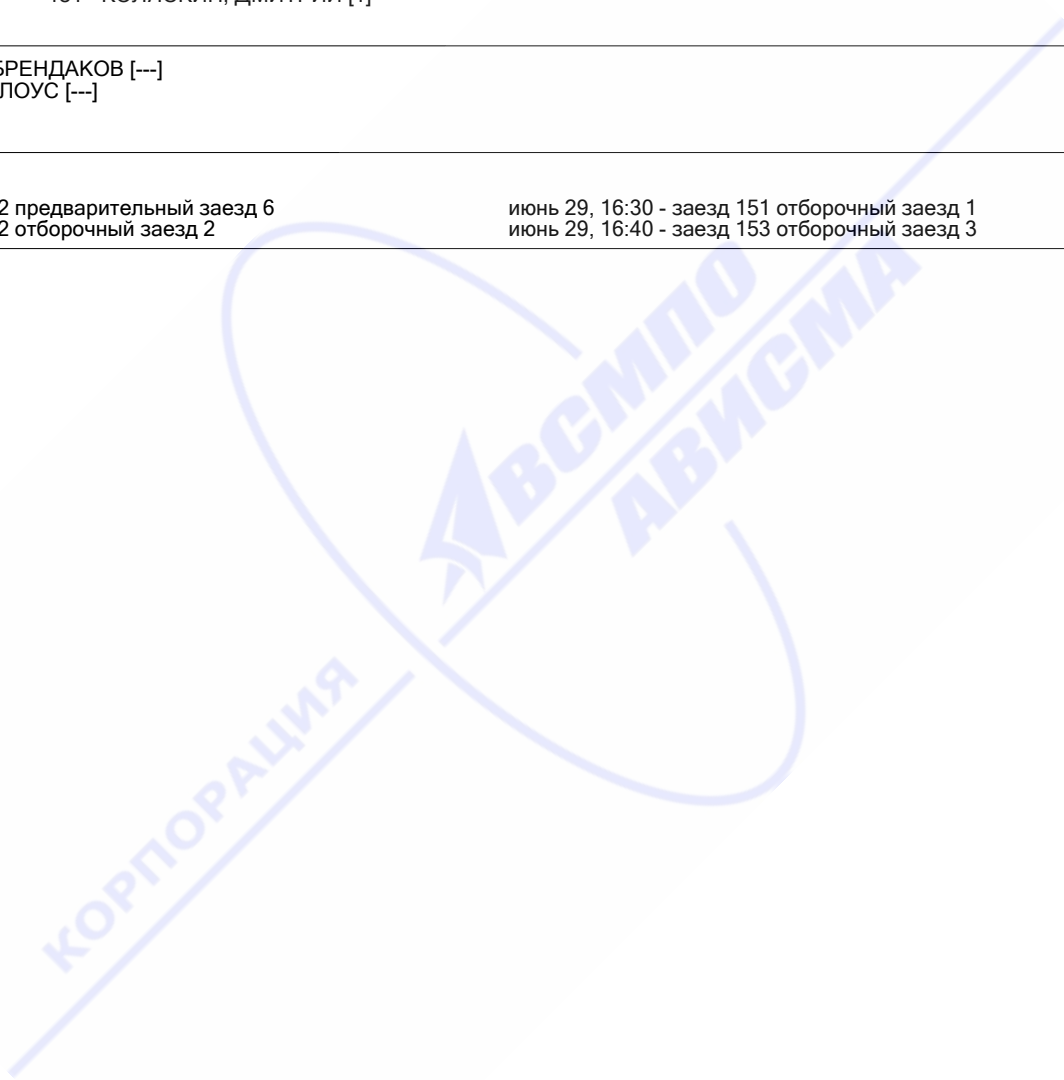 БРЕНДАКОВ [---]
ЛОУС [---]
2 предварительный заезд 6
2 отборочный заезд 2
июнь 29, 16:30 - заезд 151 отборочный заезд 1
июнь 29, 16:40 - заезд 153 отборочный заезд 3
ВСМПО
АВИСМА
КОРПОРАЦИЯ